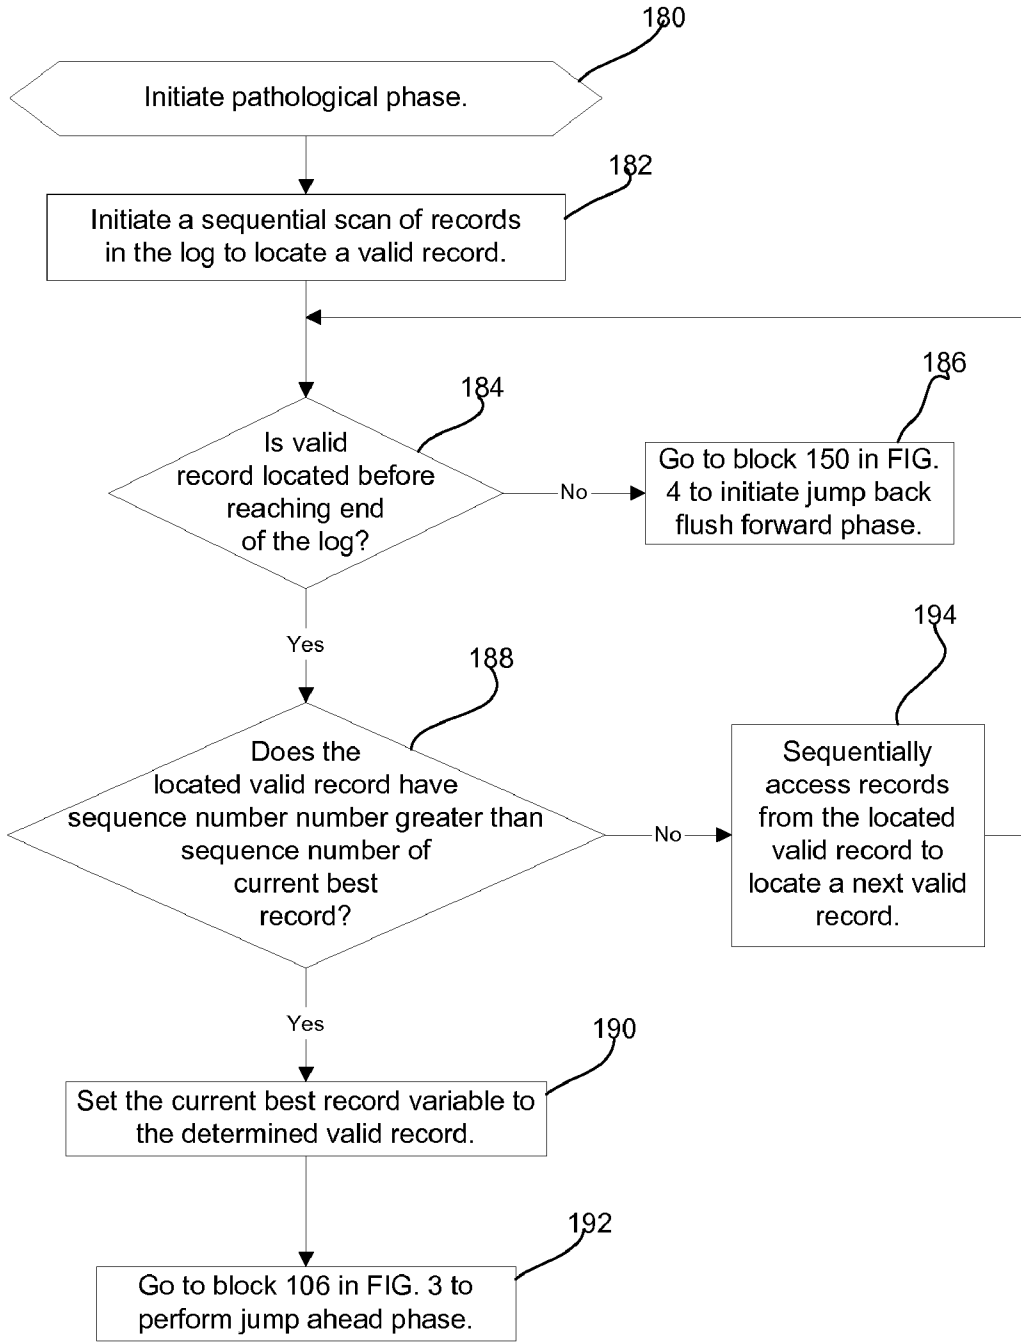 180
Initiate pathological phase.
182
Initiate a sequential scan of records
in the log to locate a valid record.
184
Is valid
record located before
reaching end
of the log?
No
186
Go to block 150 in FIG.
4 to initiate jump back
flush forward phase.
Yes
188
Does the
located valid record have
sequence number number greater than
sequence number of
current best
record?
No
194
Sequentially
access records
from the located
valid record to
locate a next valid
record.
Yes
190
Set the current best record variable to
the determined valid record.
192
Go to block 106 in FIG. 3 to
perform jump ahead phase.